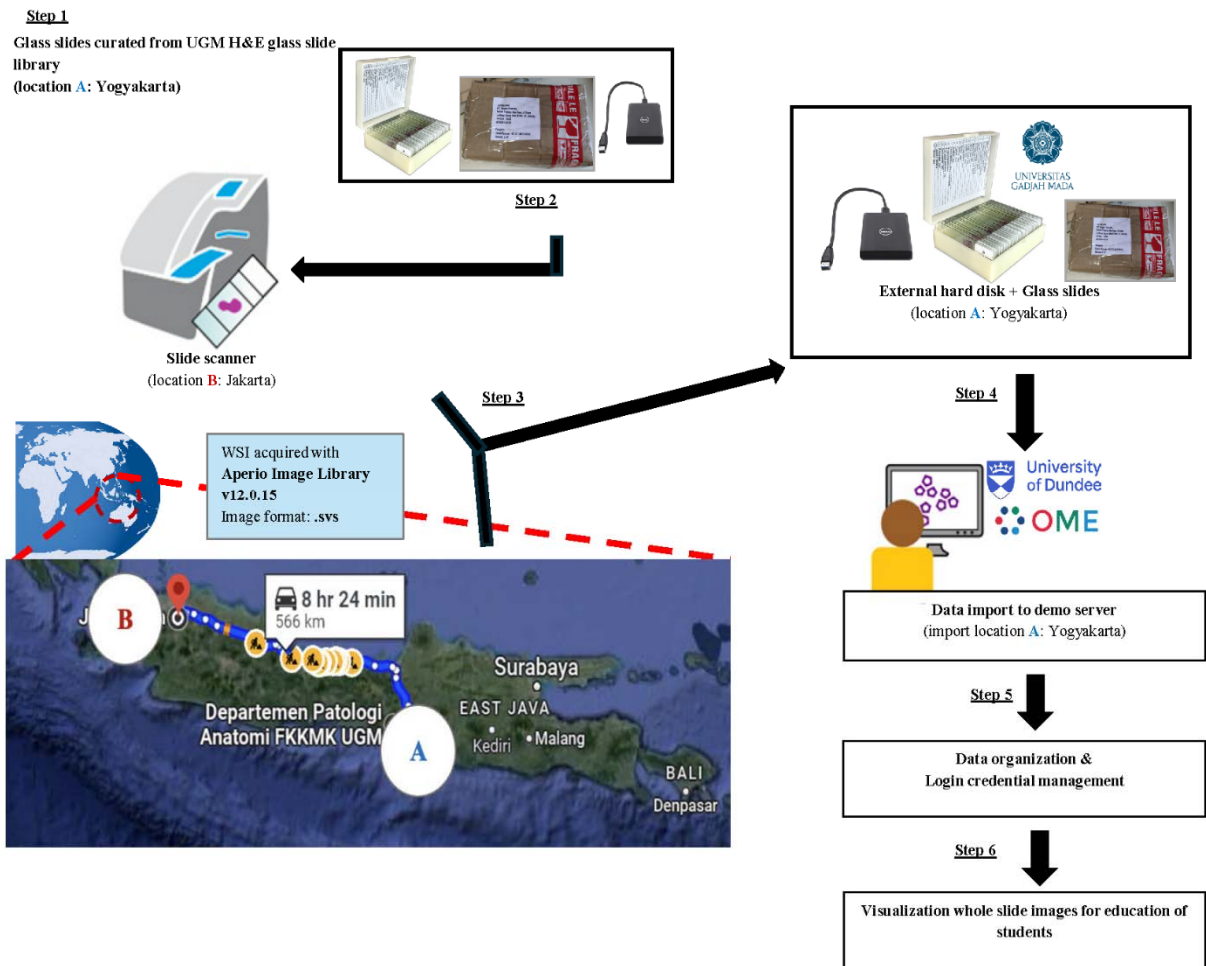 Step 1
Glass slides curated from UGM H&E glass slide
library
(location A: Yogyakarta)
Step 2
Slide scanner
(location B: Jakarta)
UNIVERSITAS
GADJAH MADA
External hard disk + Glass slides
(location A: Yogyakarta)
Step 3
WSI acquired with
Aperio Image Library
v12.0.15
Image format: .svs
Step 4
University
of Dundee
OME
B
8 hr 24 min
566 km
Surabaya
EAST JAVA
Departemen Patologi
Anatomi FKKMK UGM
A
Kediri
Malang
BALI
Denpasar
Data import to demo server
(import location A: Yogyakarta)
Step 5
Data organization &
Login credential management
Step 6
Visualization whole slide images for education of
students